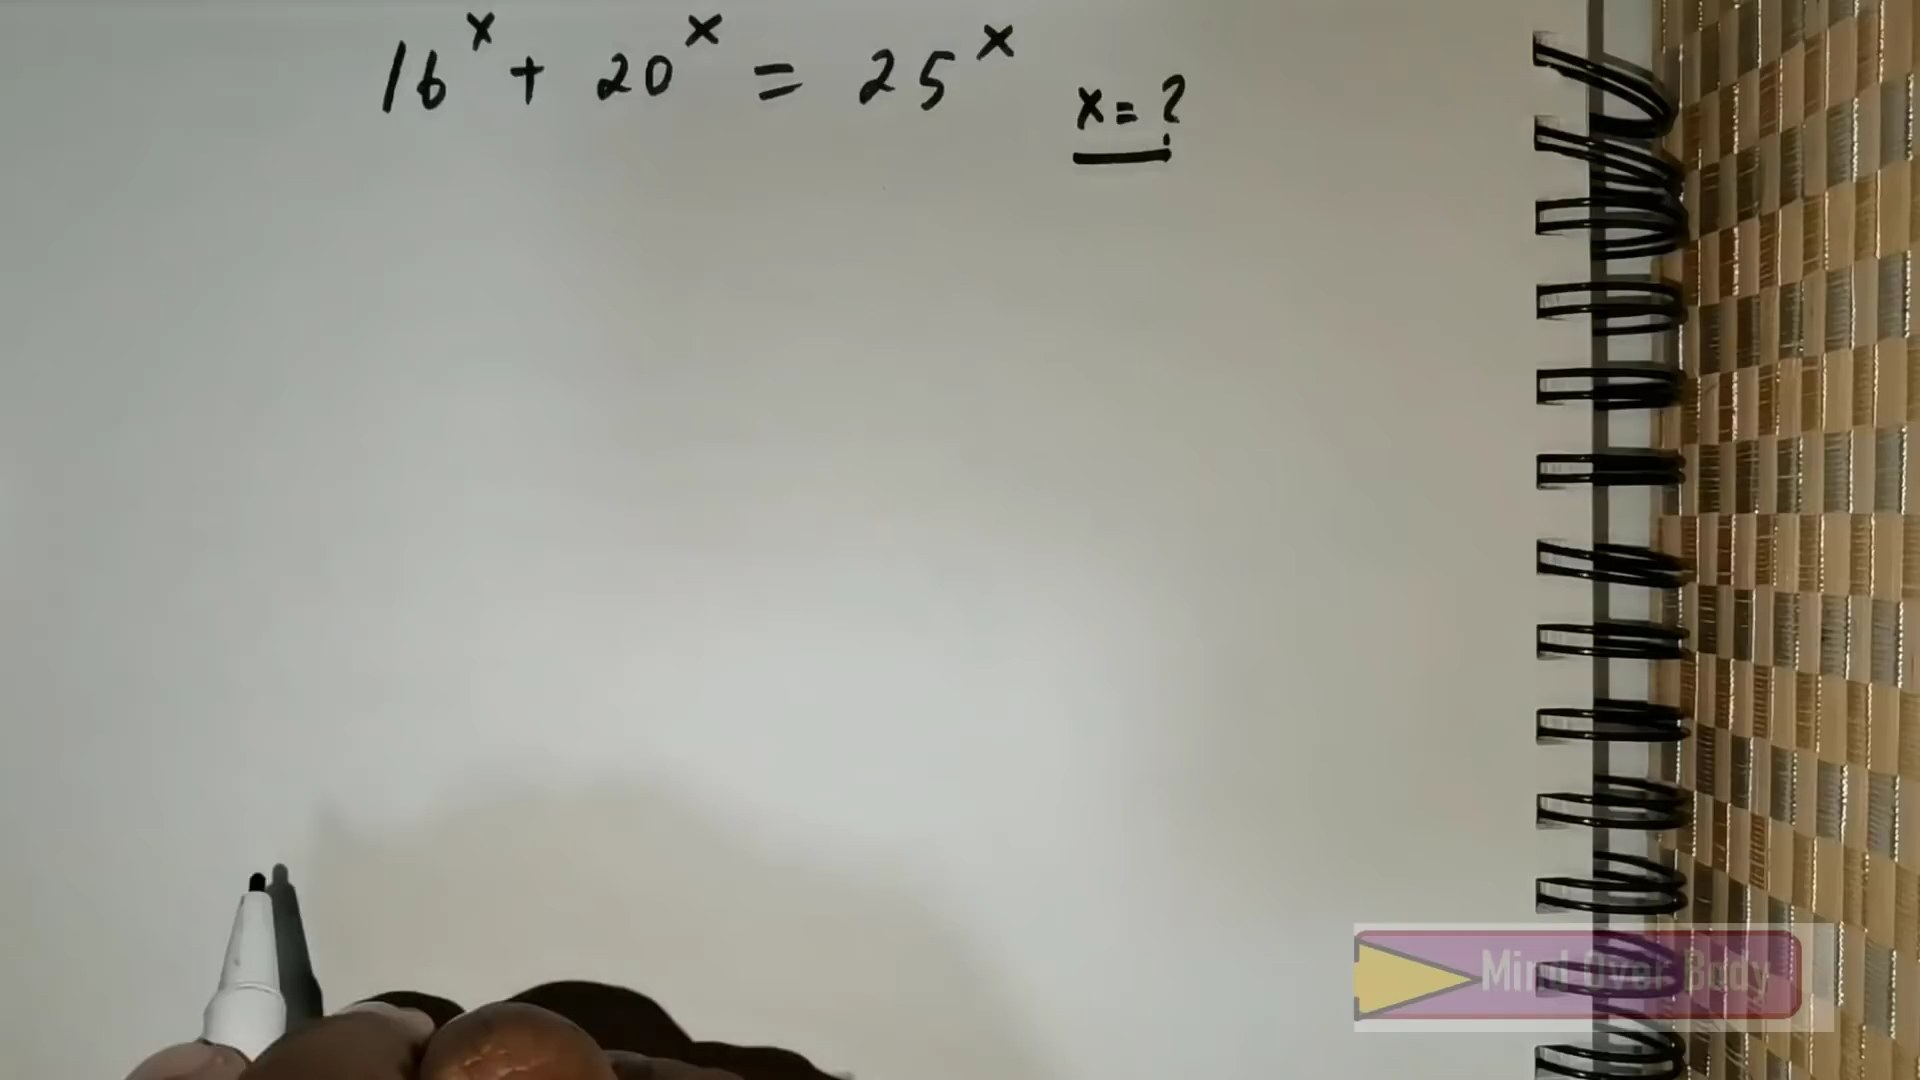 16^x + 20^x = 25^x
x = ?
Mind Over Body